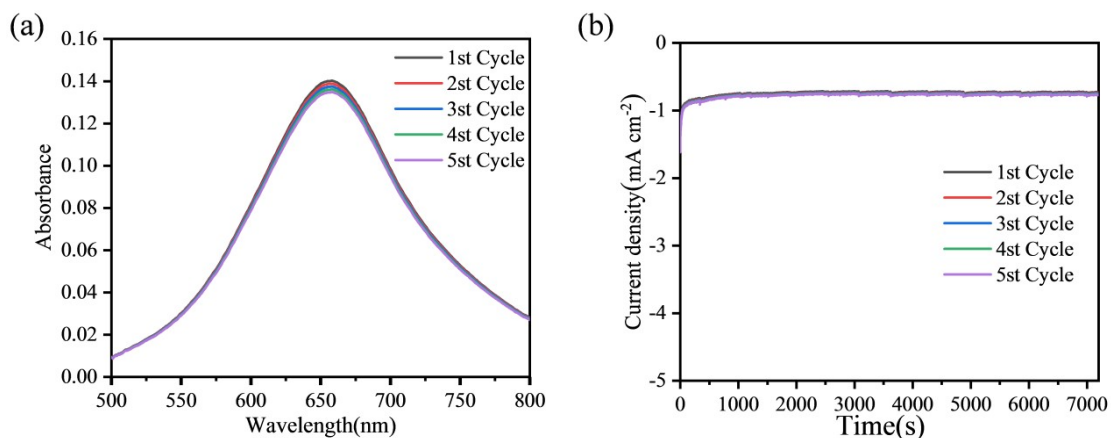 (a)
Absorbance
0.16
0.14
0.12
0.10
0.08
0.06
0.04
0.02
0.00
500
550
600
650
700
750
800
Wavelength(nm)
1st Cycle
2st Cycle
3st Cycle
4st Cycle
5st Cycle
(b)
Current density(mA cm-2)
0
-1
-2
-3
-4
-5
0
1000
2000
3000
4000
5000
6000
7000
Time(s)
1st Cycle
2st Cycle
3st Cycle
4st Cycle
5st Cycle